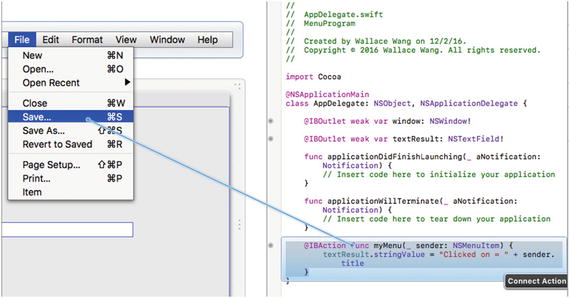 File Edit Format View Window Help
New ⌘N
Open... ⌘O
Open Recent ▶
Close ⌘W
Save... ⌘S
Save As... ⇧⌘S
Revert to Saved ⌘R
Page Setup... ⇧⌘P
Print... ⌘P
Item
//
// AppDelegate.swift
// MenuProgram
//
// Created by Wallace Wang on 12/2/16.
// Copyright © 2016 Wallace Wang. All rights reserved.
//
import Cocoa
@NSApplicationMain
class AppDelegate: NSObject, NSApplicationDelegate {
@IBOutlet weak var window: NSWindow!
@IBOutlet weak var textResult: NSTextField!
func applicationDidFinishLaunching(_ aNotification:
Notification) {
// Insert code here to initialize your application
}
func applicationWillTerminate(_ aNotification:
Notification) {
// Insert code here to tear down your application
}
@IBAction func myMenu(_ sender: NSMenuItem) {
textResult.stringValue = "Clicked on = " + sender.
title
}
}
Connect Action